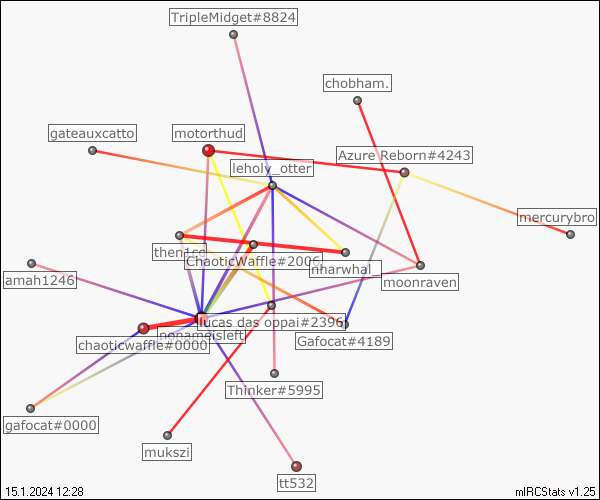 TripleMidget#8824
chobham.
gateauxcatto
motorthud
Azure Reborn#4243
leholy_otter
mercurybro
then1ce
ChaoticWaffle#2006
nharwhal_
amah1246
moonraven
lucas das oppai#2396
nonameisleft
chaoticwaffle#0000
Gafocat#4189
Thinker#5995
gafocat#0000
mukszi
tt532
15.1.2024 12:28
mIRCStats v1.25